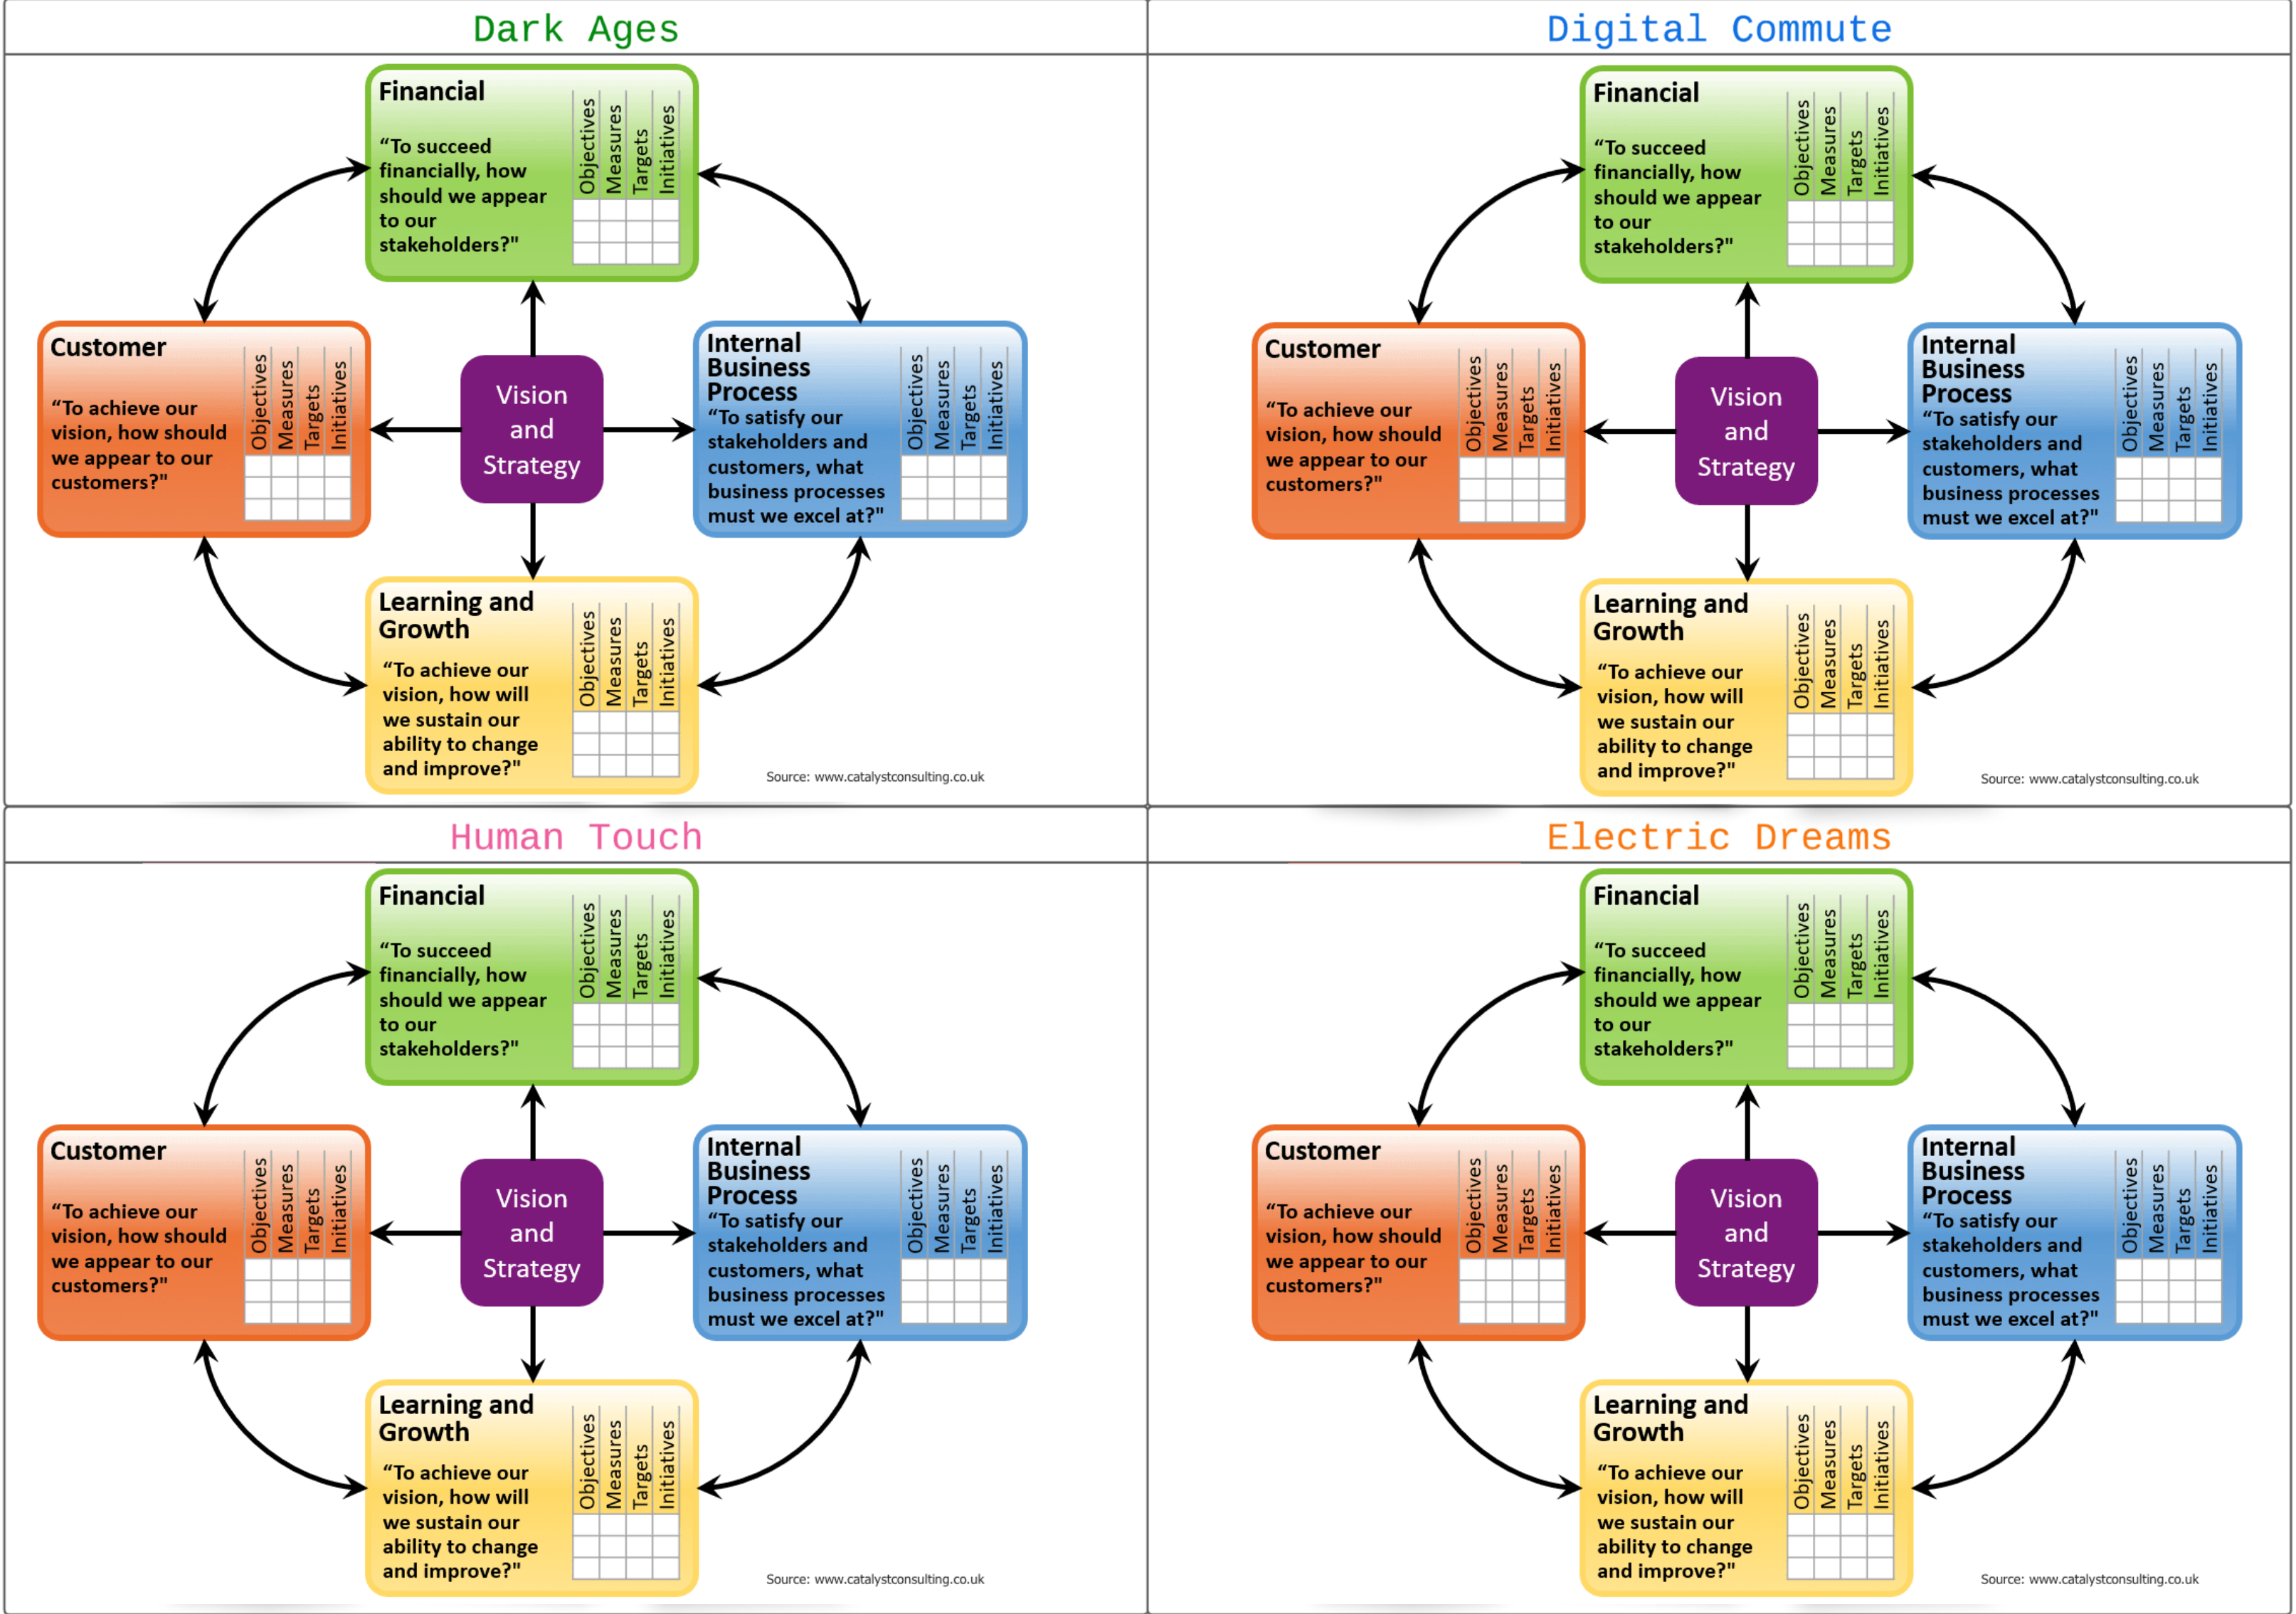 Dark Ages
Financial
“To succeed
financially, how
should we appear
to our
stakeholders?"
Objectives
Measures
Targets
Initiatives
Customer
“To achieve our
vision, how should
we appear to our
customers?"
Objectives
Measures
Targets
Initiatives
Vision
and
Strategy
Internal
Business
Process
“To satisfy our
stakeholders and
customers, what
business processes
must we excel at?"
Objectives
Measures
Targets
Initiatives
Learning and
Growth
“To achieve our
vision, how will
we sustain our
ability to change
and improve?"
Objectives
Measures
Targets
Initiatives
Source: www.catalystconsulting.co.uk
Digital Commute
Financial
“To succeed
financially, how
should we appear
to our
stakeholders?"
Objectives
Measures
Targets
Initiatives
Customer
“To achieve our
vision, how should
we appear to our
customers?"
Objectives
Measures
Targets
Initiatives
Vision
and
Strategy
Internal
Business
Process
“To satisfy our
stakeholders and
customers, what
business processes
must we excel at?"
Objectives
Measures
Targets
Initiatives
Learning and
Growth
“To achieve our
vision, how will
we sustain our
ability to change
and improve?"
Objectives
Measures
Targets
Initiatives
Source: www.catalystconsulting.co.uk
Human Touch
Financial
“To succeed
financially, how
should we appear
to our
stakeholders?"
Objectives
Measures
Targets
Initiatives
Customer
“To achieve our
vision, how should
we appear to our
customers?"
Objectives
Measures
Targets
Initiatives
Vision
and
Strategy
Internal
Business
Process
“To satisfy our
stakeholders and
customers, what
business processes
must we excel at?"
Objectives
Measures
Targets
Initiatives
Learning and
Growth
“To achieve our
vision, how will
we sustain our
ability to change
and improve?"
Objectives
Measures
Targets
Initiatives
Source: www.catalystconsulting.co.uk
Electric Dreams
Financial
“To succeed
financially, how
should we appear
to our
stakeholders?"
Objectives
Measures
Targets
Initiatives
Customer
“To achieve our
vision, how should
we appear to our
customers?"
Objectives
Measures
Targets
Initiatives
Vision
and
Strategy
Internal
Business
Process
“To satisfy our
stakeholders and
customers, what
business processes
must we excel at?"
Objectives
Measures
Targets
Initiatives
Learning and
Growth
“To achieve our
vision, how will
we sustain our
ability to change
and improve?"
Objectives
Measures
Targets
Initiatives
Source: www.catalystconsulting.co.uk